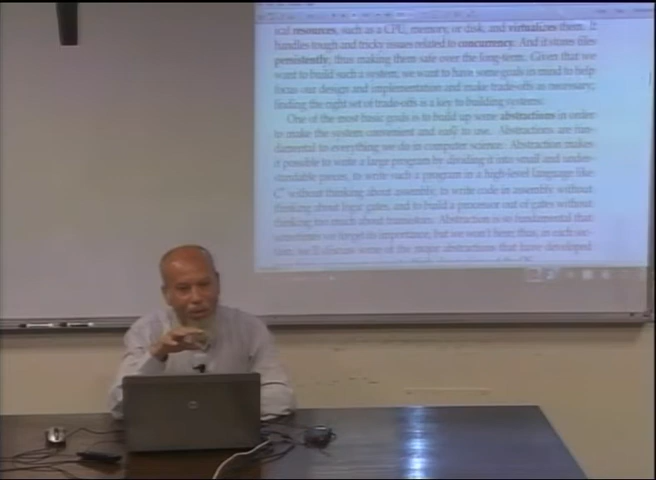 ical resources, such as a CPU, memory, or disk, and virtualizes them. It
handles tough and tricky issues related to concurrency. And it stores files
persistently, thus making them safe over the long-term. Given that we
want to build such a system, we want to have some goals in mind to help
focus our design and implementation and make trade-offs as necessary;
finding the right set of trade-offs is a key to building systems.
One of the most basic goals is to build up some abstractions in order
to make the system convenient and easy to use. Abstractions are fun-
damental to everything we do in computer science. Abstraction makes
it possible to write a large program by dividing it into small and under-
standable pieces, to write such a program in a high-level language like
C without thinking about assembly, to write code in assembly without
thinking about logic gates, and to build a processor out of gates without
thinking too much about transistors. Abstraction is so fundamental that
sometimes we forget its importance, but we won't here; thus, in each sec-
tion, we'll discuss some of the major abstractions that have developed